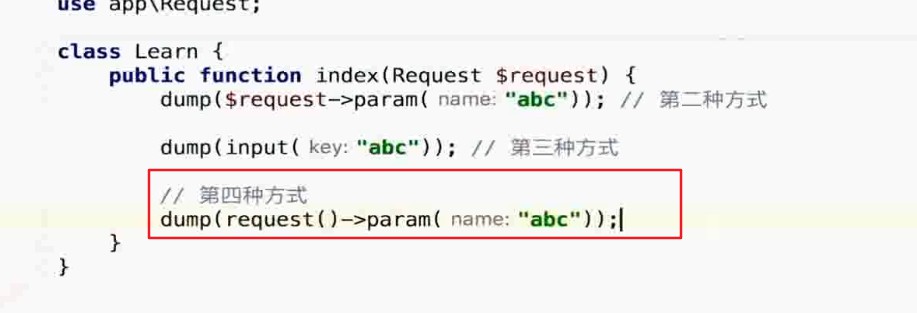 use app\Request;
class Learn {
public function index(Request $request) {
dump($request->param( name: "abc")); // 第二种方式
dump(input( key: "abc")); // 第三种方式
// 第四种方式
dump(request()->param( name: "abc"));
}
}